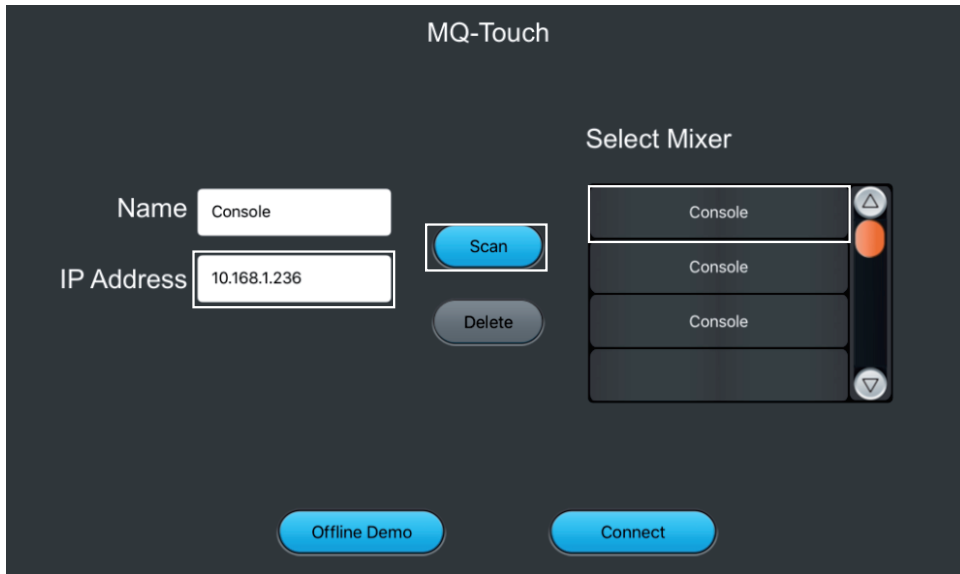 MQ-Touch
Select Mixer
Name
Console
IP Address
10.168.1.236
Scan
Delete
Console
Console
Console
Offline Demo
Connect